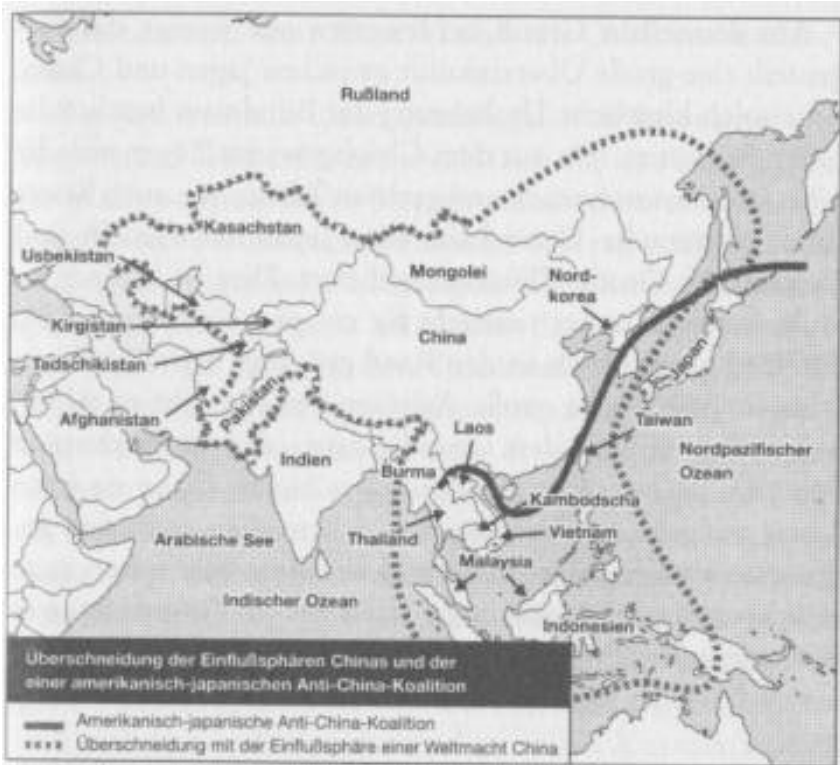 Rußland
Kasachstan
Usbekistan
Mongolei
Nord-
korea
Kirgistan
China
Tadschikistan
Japan
Pakistan
Afghanistan
Laos
Taiwan
Indien
Nordpazifischer
Ozean
Burma
Kambodscha
Arabische See
Thailand
Vietnam
Malaysia
Indischer Ozean
Indonesien
Überschneidung der Einflußsphären Chinas und der
einer amerikanisch-japanischen Anti-China-Koalition
Amerikanisch-japanische Anti-China-Koalition
Überschneidung mit der Einflußsphäre einer Weltmacht China